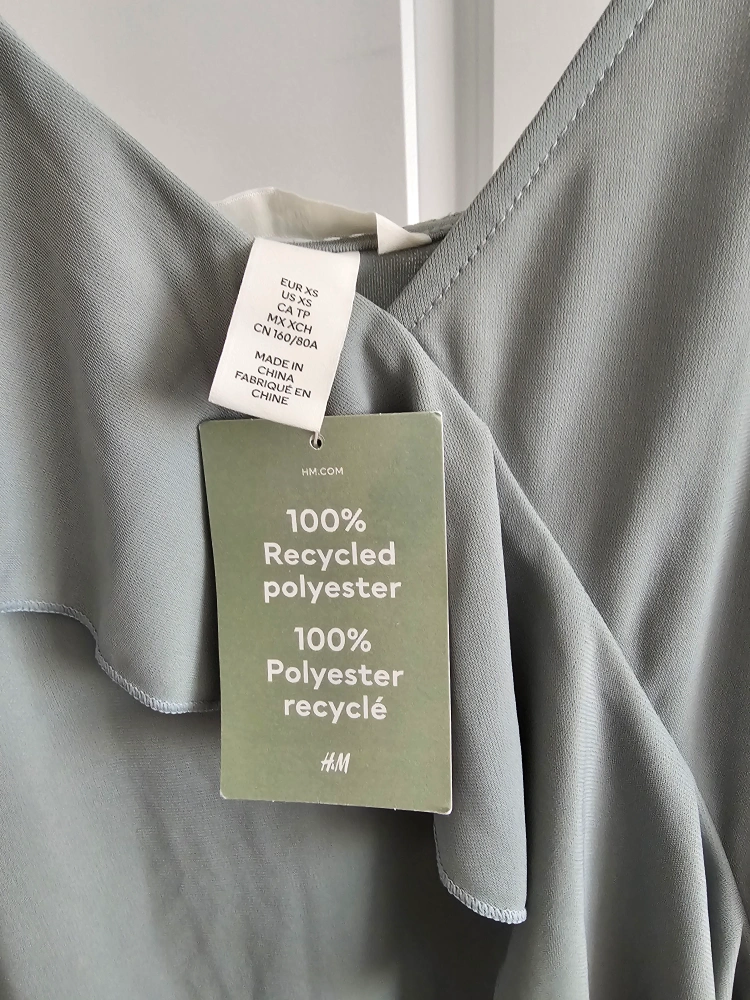 EUR XS
US XS
CA TP
MX XCH
CN 160/80A
MADE IN
CHINA
FABRIQUÉ EN
CHINE
HM.COM
100%
Recycled
polyester
100%
Polyester
recyclé
H&M